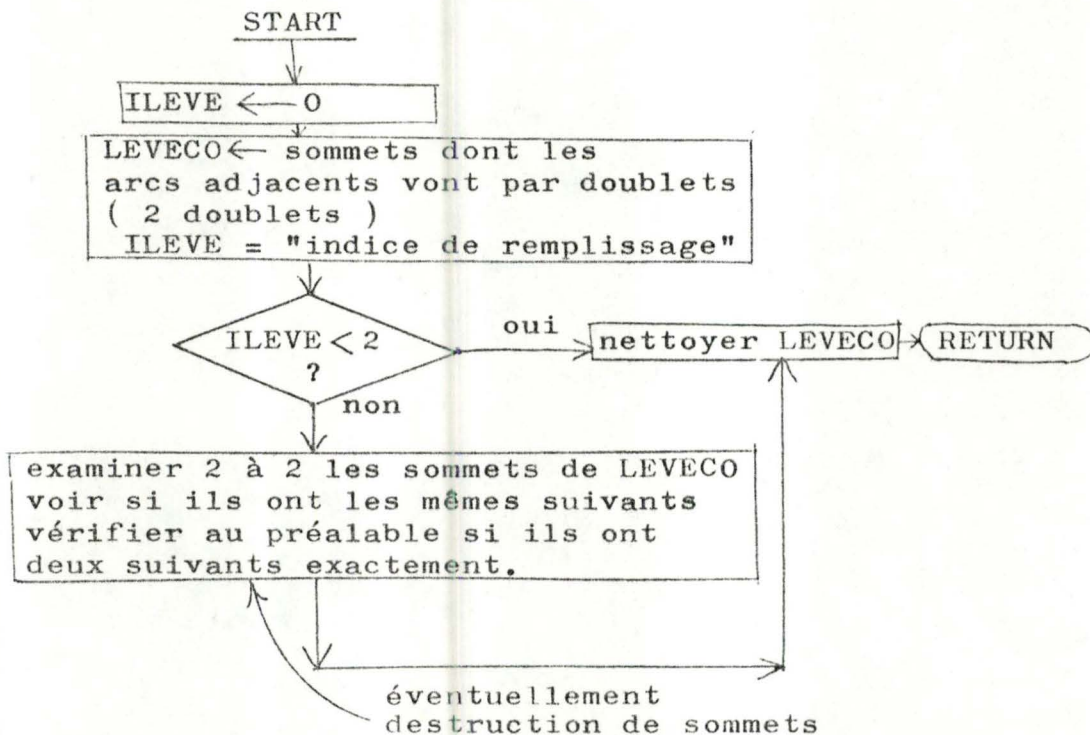 START
ILEVE ← 0
LEVECO ← sommets dont les
arcs adjacents vont par doublets
( 2 doublets )
ILEVE = "indice de remplissage"
ILEVE < 2
?
oui
nettoyer LEVECO
RETURN
non
examiner 2 à 2 les sommets de LEVECO
voir si ils ont les mêmes suivants
vérifier au préalable si ils ont
deux suivants exactement.
éventuellement
destruction de sommets